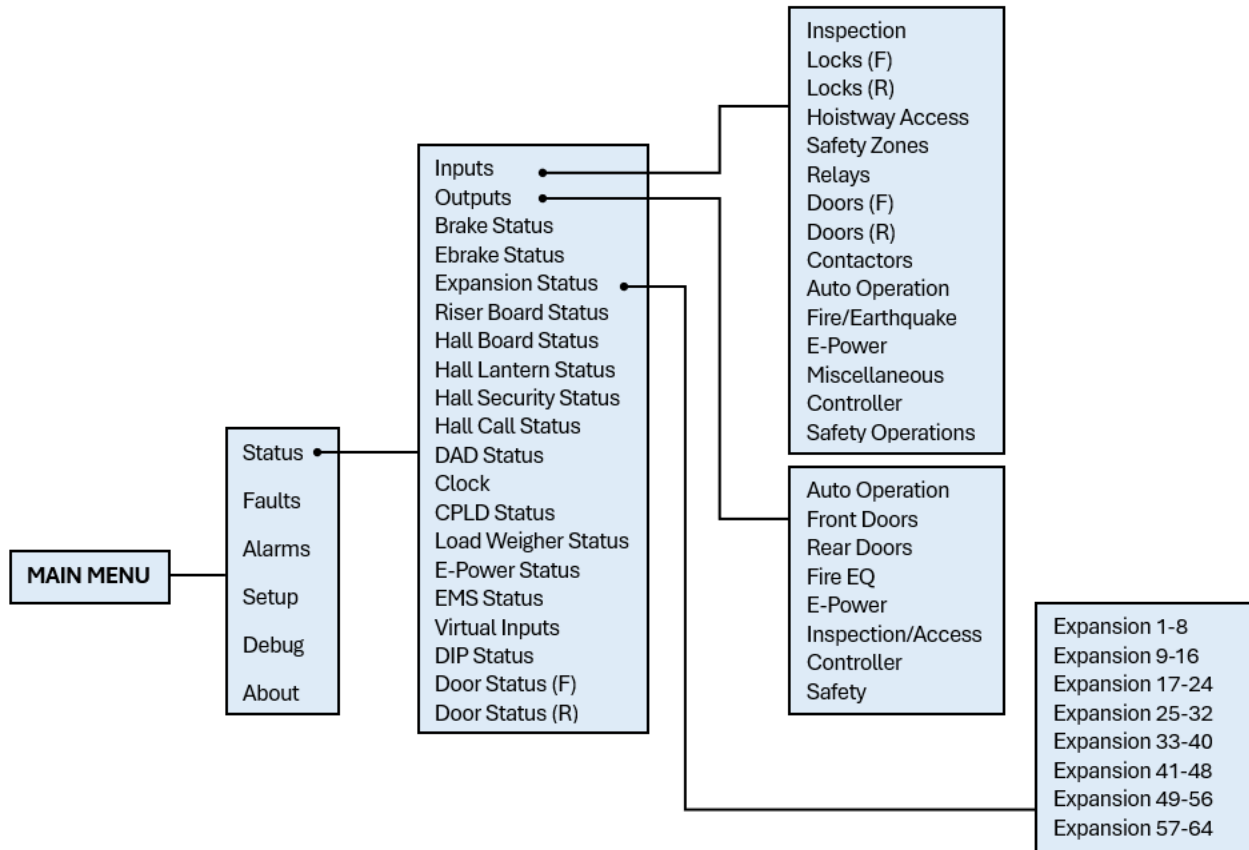 MAIN MENU
Status
Faults
Alarms
Setup
Debug
About
Inputs
Outputs
Brake Status
Ebrake Status
Expansion Status
Riser Board Status
Hall Board Status
Hall Lantern Status
Hall Security Status
Hall Call Status
DAD Status
Clock
CPLD Status
Load Weigher Status
E-Power Status
EMS Status
Virtual Inputs
DIP Status
Door Status (F)
Door Status (R)
Inspection
Locks (F)
Locks (R)
Hoistway Access
Safety Zones
Relays
Doors (F)
Doors (R)
Contactors
Auto Operation
Fire/Earthquake
E-Power
Miscellaneous
Controller
Safety Operations
Auto Operation
Front Doors
Rear Doors
Fire EQ
E-Power
Inspection/Access
Controller
Safety
Expansion 1-8
Expansion 9-16
Expansion 17-24
Expansion 25-32
Expansion 33-40
Expansion 41-48
Expansion 49-56
Expansion 57-64